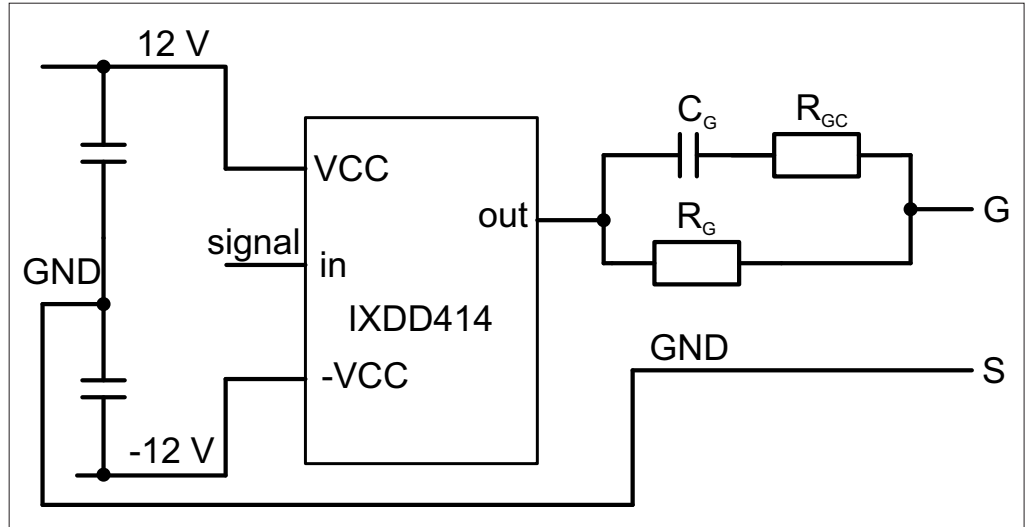 12 V
C_G
R_GC
VCC
out
G
signal
R_G
GND
in
IXDD414
GND
-VCC
S
-12 V